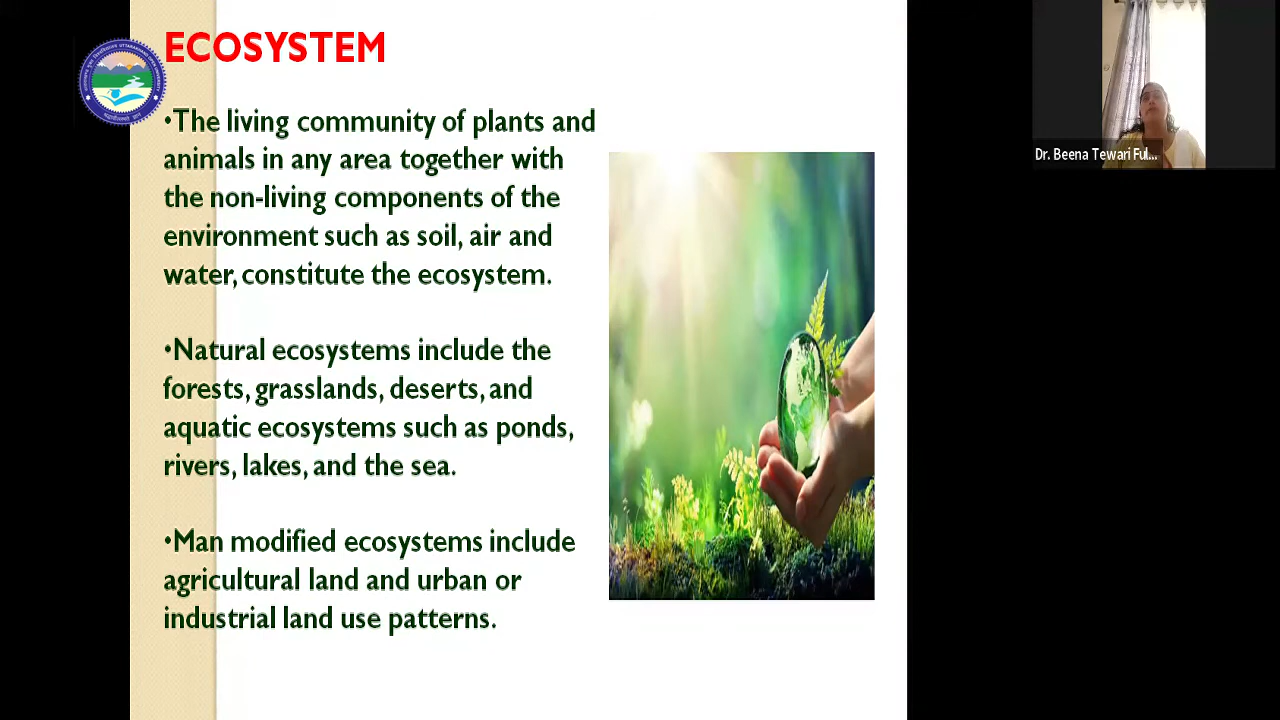 ECOSYSTEM
•The living community of plants and
animals in any area together with
the non-living components of the
environment such as soil, air and
water, constitute the ecosystem.
•Natural ecosystems include the
forests, grasslands, deserts, and
aquatic ecosystems such as ponds,
rivers, lakes, and the sea.
•Man modified ecosystems include
agricultural land and urban or
industrial land use patterns.
Dr. Beena Tewari Ful...